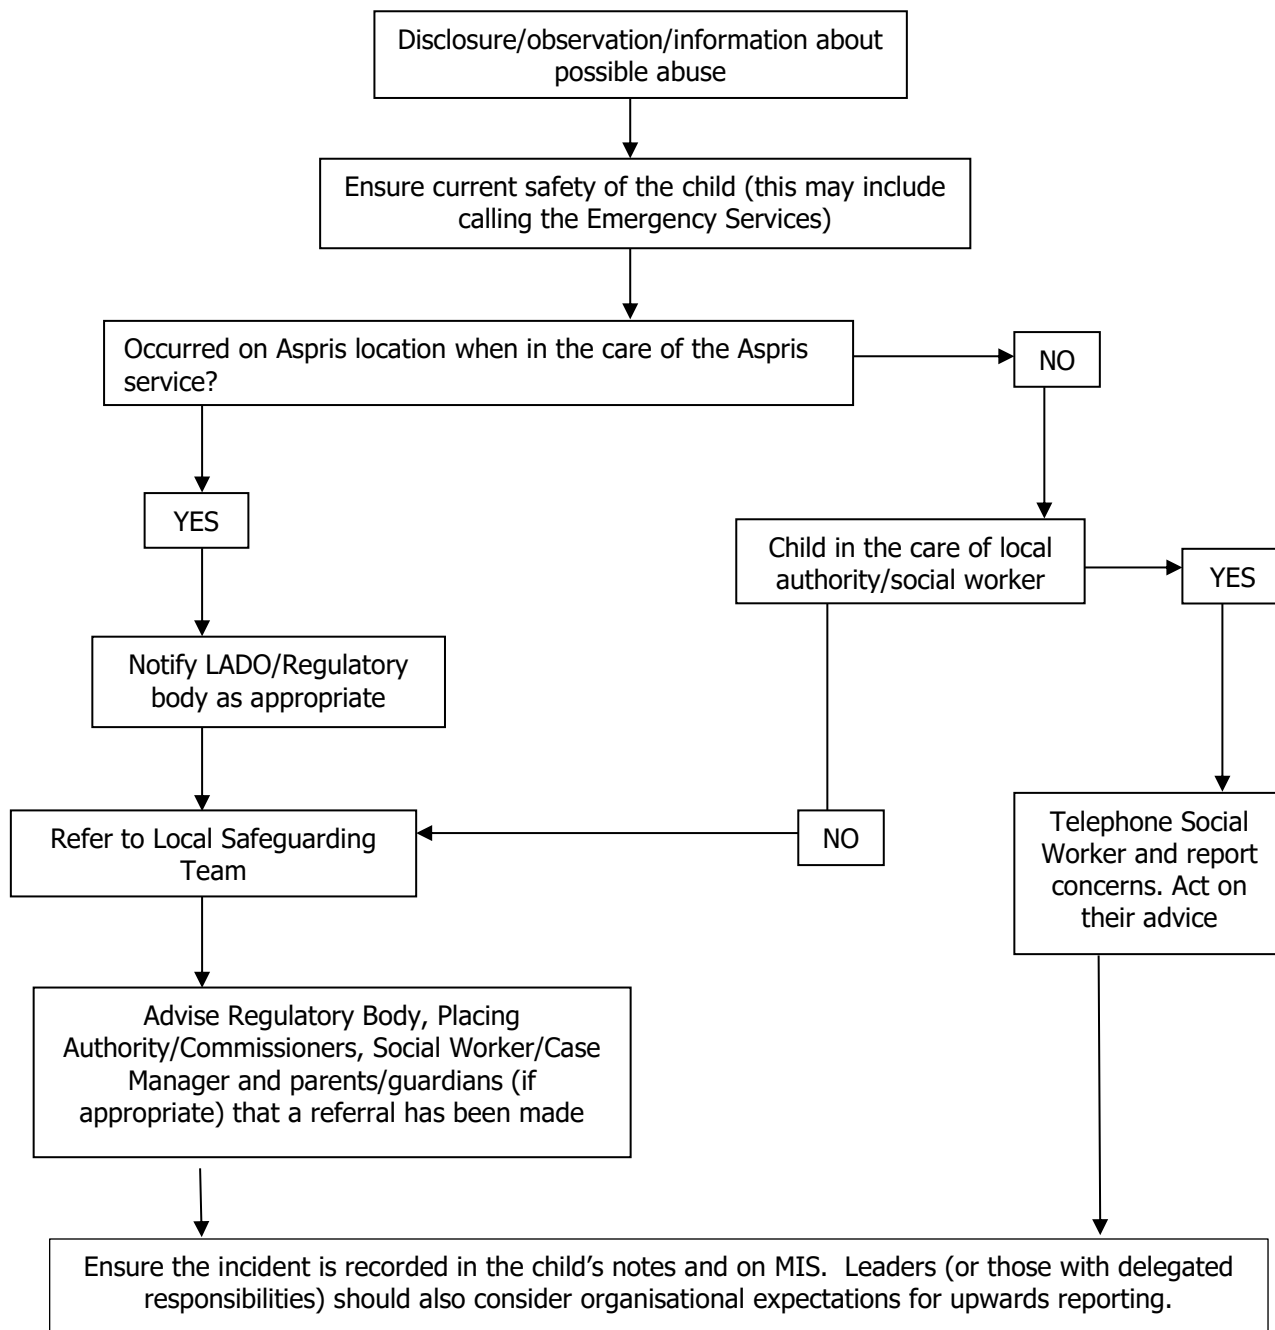 Disclosure/observation/information about
possible abuse
Ensure current safety of the child (this may include
calling the Emergency Services)
Occurred on Aspris location when in the care of the Aspris
service?
NO
YES
Child in the care of local
authority/social worker
YES
Notify LADO/Regulatory
body as appropriate
Refer to Local Safeguarding
Team
NO
Telephone Social
Worker and report
concerns. Act on
their advice
Advise Regulatory Body, Placing
Authority/Commissioners, Social Worker/Case
Manager and parents/guardians (if
appropriate) that a referral has been made
Ensure the incident is recorded in the child’s notes and on MIS.  Leaders (or those with delegated
responsibilities) should also consider organisational expectations for upwards reporting.